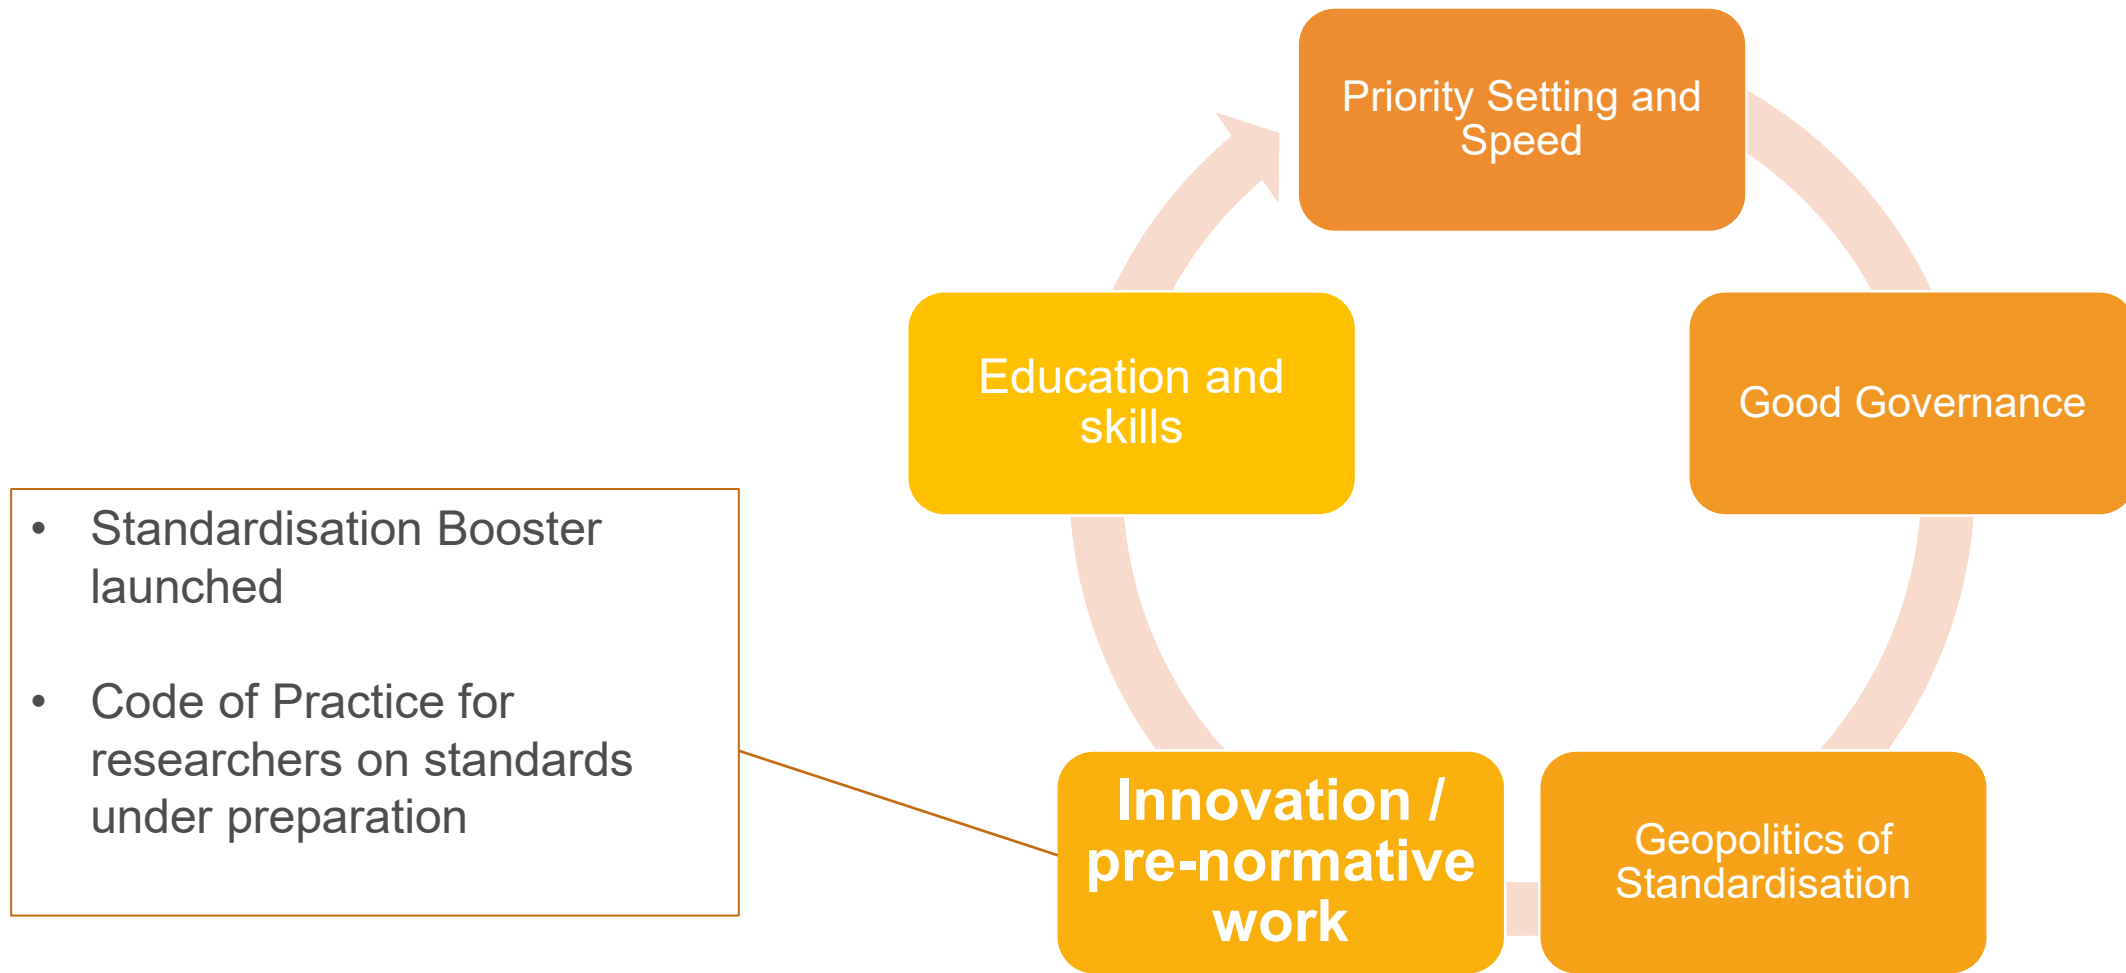 Priority Setting and
Speed
Good Governance
Geopolitics of
Standardisation
Innovation /
pre-normative
work
Education and
skills
• Standardisation Booster
launched
• Code of Practice for
researchers on standards
under preparation